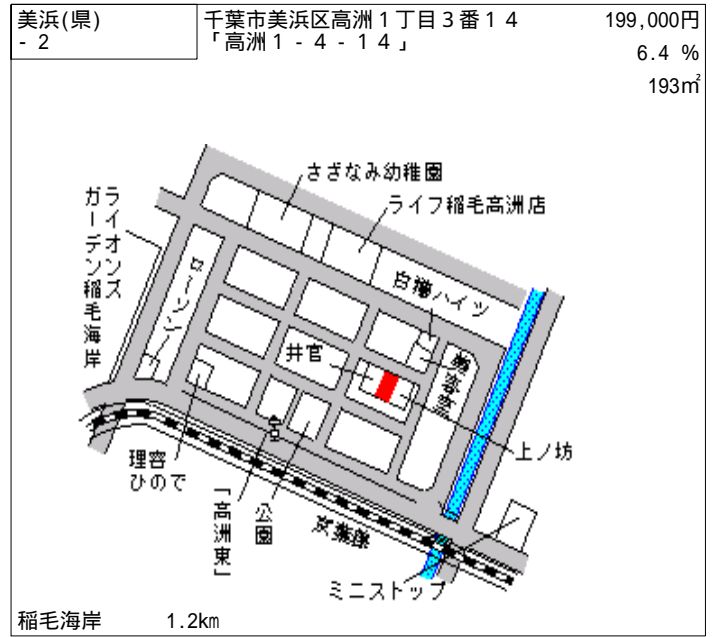 美浜(県)
- 2
千葉市美浜区高洲1丁目3番14
「高洲1-4-14」
199,000円
6.4 %
193㎡
さざなみ幼稚園
ライフ稲毛高洲店
ライオンズ
ガーデン稲毛海岸
ローソン
白穂ハイツ
井官
美容室
上ノ坊
理容
ひので
「高洲東」
公園
京葉線
ミニストップ
稲毛海岸 1.2km